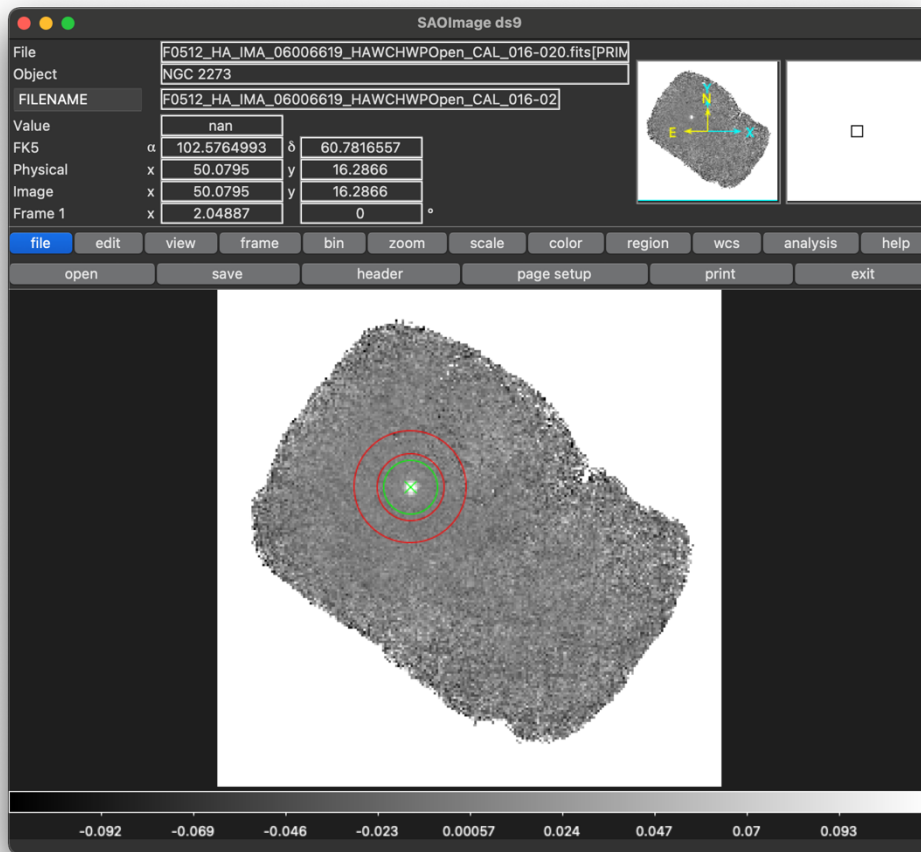 SAOImage ds9
File F0512_HA_IMA_06006619_HAWCHWPOpen_CAL_016-020.fits[PRIM
Object NGC 2273
FILENAME F0512_HA_IMA_06006619_HAWCHWPOpen_CAL_016-02
Value nan
FK5 α 102.5764993 δ 60.7816557
Physical x 50.0795 y 16.2866
Image x 50.0795 y 16.2866
Frame 1 x 2.04887 0 °
Y
N
E X
file edit view frame bin zoom scale color region wcs analysis help
open save header page setup print exit
-0.092 -0.069 -0.046 -0.023 0.00057 0.024 0.047 0.07 0.093